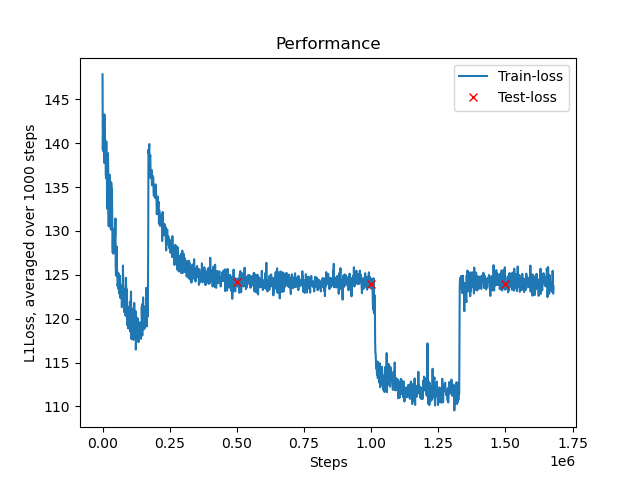 Performance
Train-loss
Test-loss
L1Loss, averaged over 1000 steps
145
140
135
130
125
120
115
110
0.00 0.25 0.50 0.75 1.00 1.25 1.50 1.75
1e6
Steps